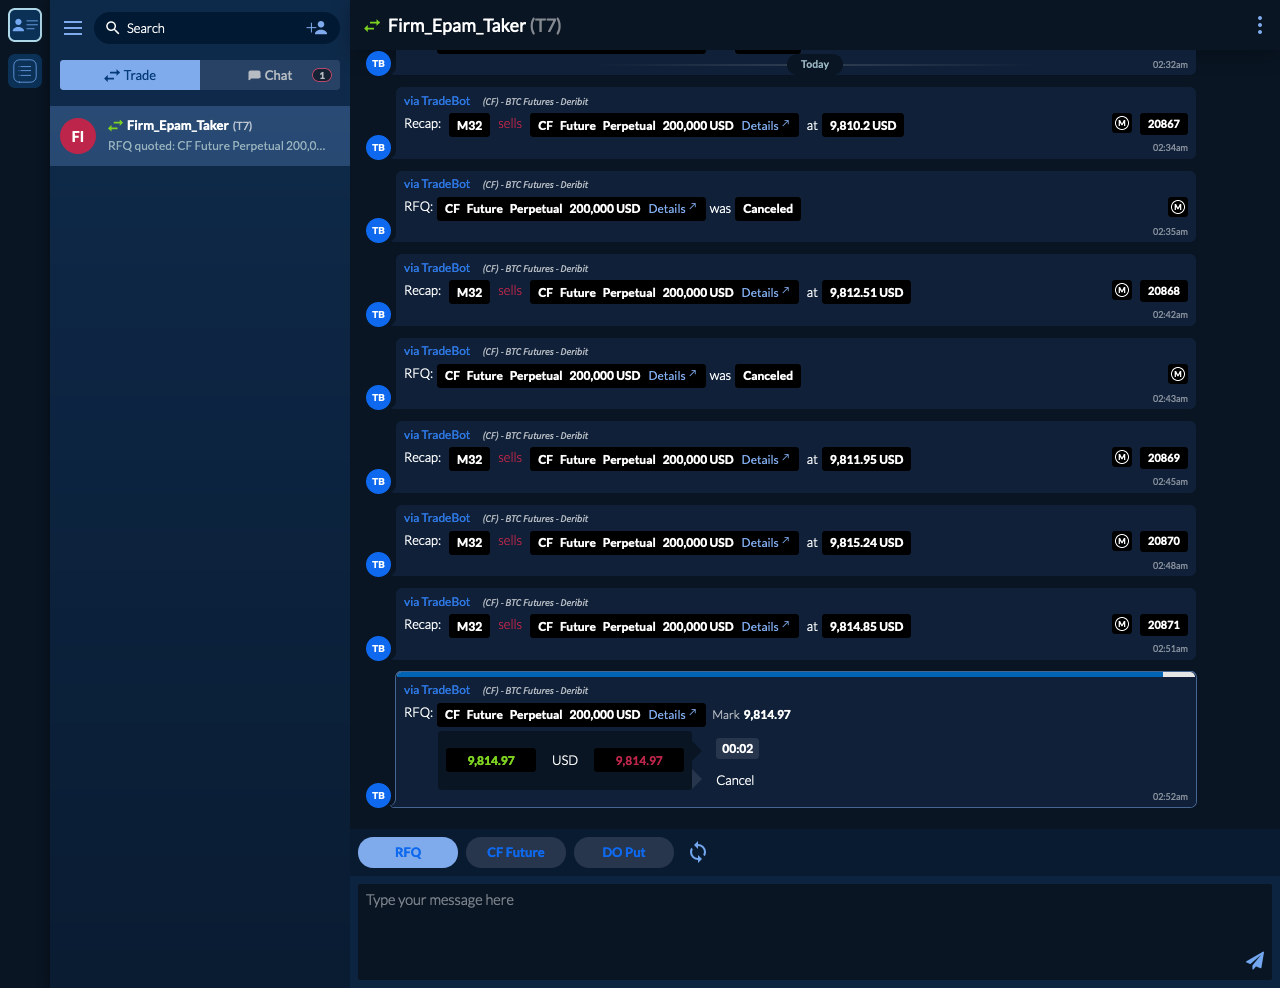 Search
Trade
Chat
1
FI
Firm_Epam_Taker (T7)
RFQ quoted: CF Future Perpetual 200,0...
Firm_Epam_Taker (T7)
TB
Today
02:32am
via TradeBot (CF) - BTC Futures - Deribit
Recap: M32 sells CF Future Perpetual 200,000 USD Details at 9,810.2 USD M 20867
TB
02:34am
via TradeBot (CF) - BTC Futures - Deribit
RFQ: CF Future Perpetual 200,000 USD Details was Canceled M
TB
02:35am
via TradeBot (CF) - BTC Futures - Deribit
Recap: M32 sells CF Future Perpetual 200,000 USD Details at 9,812.51 USD M 20868
TB
02:42am
via TradeBot (CF) - BTC Futures - Deribit
RFQ: CF Future Perpetual 200,000 USD Details was Canceled M
TB
02:43am
via TradeBot (CF) - BTC Futures - Deribit
Recap: M32 sells CF Future Perpetual 200,000 USD Details at 9,811.95 USD M 20869
TB
02:45am
via TradeBot (CF) - BTC Futures - Deribit
Recap: M32 sells CF Future Perpetual 200,000 USD Details at 9,815.24 USD M 20870
TB
02:48am
via TradeBot (CF) - BTC Futures - Deribit
Recap: M32 sells CF Future Perpetual 200,000 USD Details at 9,814.85 USD M 20871
TB
02:51am
via TradeBot (CF) - BTC Futures - Deribit
RFQ: CF Future Perpetual 200,000 USD Details Mark 9,814.97
00:02
9,814.97 USD 9,814.97
Cancel
TB
02:52am
RFQ
CF Future
DO Put
Type your message here